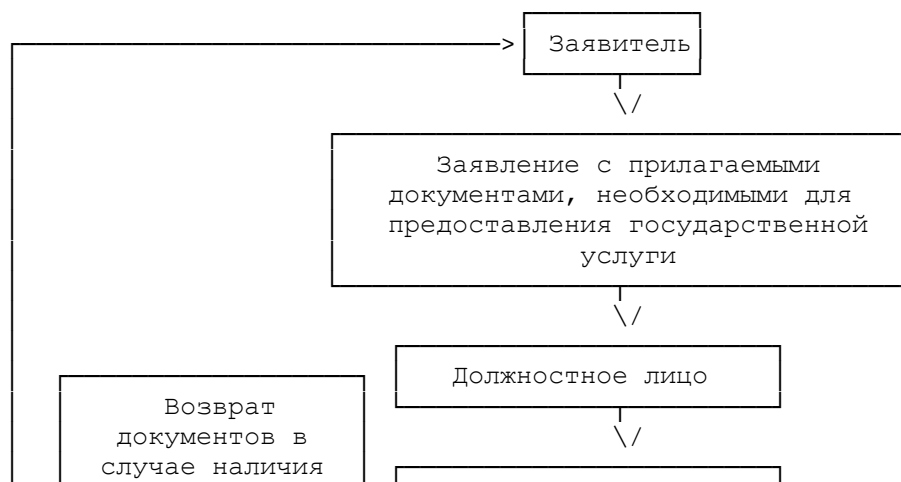 Заявитель
Заявление с прилагаемыми
документами, необходимыми для
предоставления государственной
услуги
Должностное лицо
Возврат
документов в
случае наличия